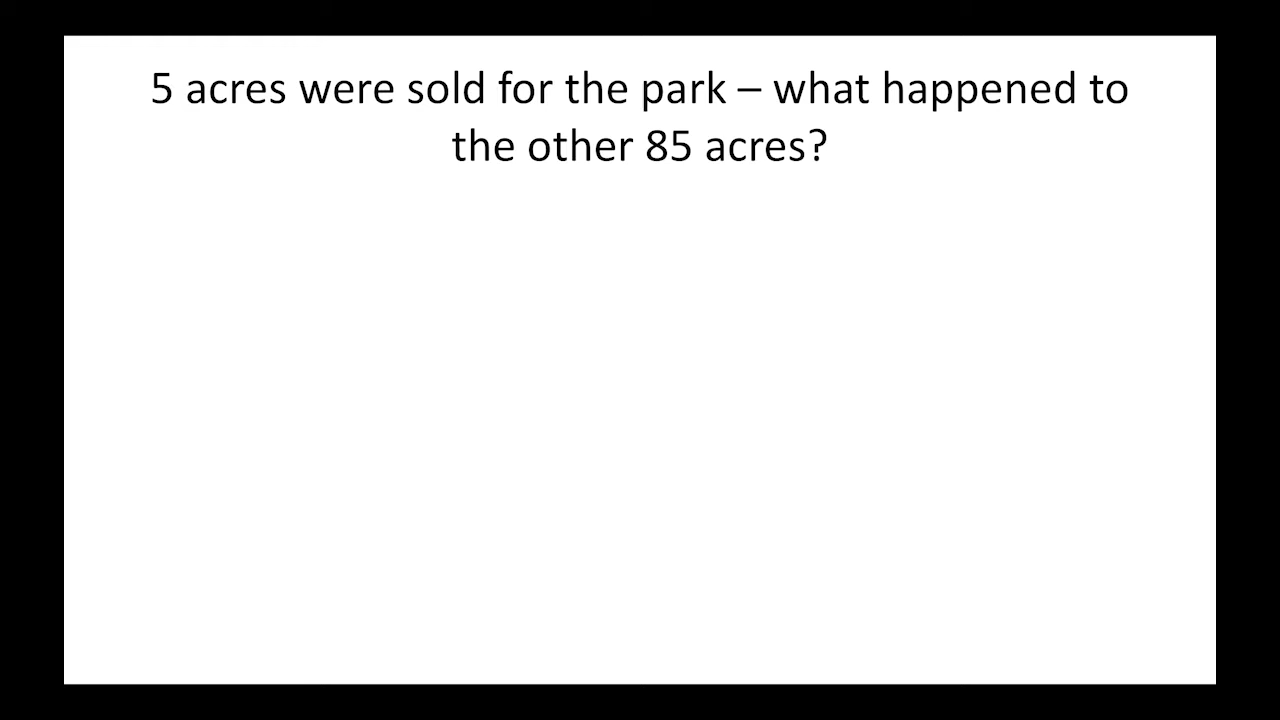 5 acres were sold for the park – what happened to
the other 85 acres?